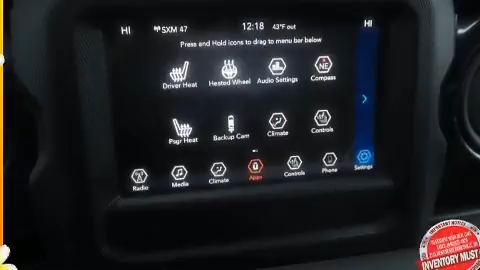 HI SXM 47 12:18 43°F out HI
Press and Hold icons to drag to menu bar below
Driver Heat Heated Wheel Audio Settings Compass
NE
Psgr Heat Backup Cam Climate Controls
Radio Media Climate Apps Controls Phone Settings
INVENTORY MUST